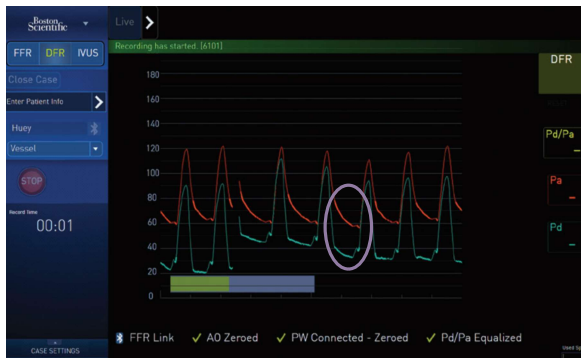 Boston
Scientific
Live
FFR
DFR
IVUS
Recording has started. [6101]
DFR
Close Case
Enter Patient Info
Huey
Vessel
STOP
Record Time
00:01
180
160
140
120
100
80
60
40
20
0
Pd/Pa
--
Pa
--
Pd
--
FFR Link
✓ AO Zeroed
✓ PW Connected - Zeroed
✓ Pd/Pa Equalized
CASE SETTINGS